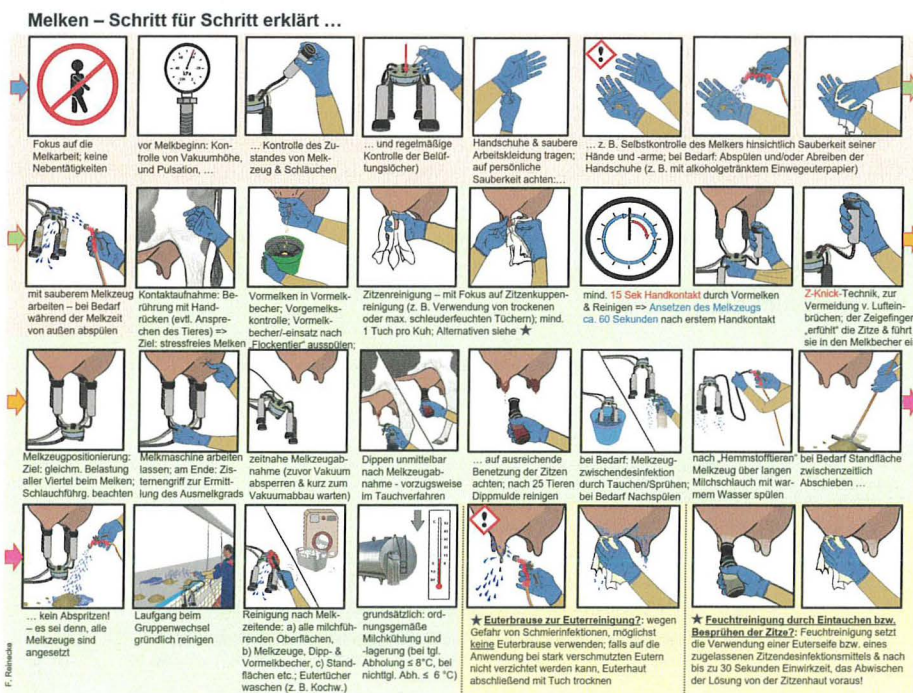 Melken – Schritt für Schritt erklärt …
Fokus auf die
Melkarbeit; keine
Nebentätigkeiten
vor Melkbeginn: Kon-
trolle von Vakuumhöhe,
und Pulsation, …
… Kontrolle des Zu-
standes von Melk-
zeug & Schläuchen
… und regelmäßige
Kontrolle der Belüf-
tungslöcher)
Handschuhe & saubere
Arbeitskleidung tragen;
auf persönliche
Sauberkeit achten:…
… z. B. Selbstkontrolle des Melkers hinsichtlich Sauberkeit seiner
Hände und -arme; bei Bedarf: Abspülen und/oder Abreiben der
Handschuhe (z. B. mit alkoholgetränktem Einwegeuterpapier)
mit sauberem Melkzeug
arbeiten – bei Bedarf
während der Melkzeit
von außen abspülen
Kontaktaufnahme: Be-
rührung mit Hand-
rücken (evtl. Anspre-
chen des Tieres) =>
Ziel: stressfreies Melken
Vormelken in Vormelk-
becher; Vorgemelks-
kontrolle; Vormelk-
becher/-einsatz nach
„Flockentier“ ausspülen;
Zitzenreinigung – mit Fokus auf Zitzenkuppen-
reinigung (z. B. Verwendung von trockenen
oder max. schleuderfeuchten Tüchern); mind.
1 Tuch pro Kuh; Alternativen siehe ★
mind. 15 Sek Handkontakt durch Vormelken
& Reinigen => Ansetzen des Melkzeugs
ca. 60 Sekunden nach erstem Handkontakt
Z-Knick-Technik, zur
Vermeidung v. Luftein-
brüchen; der Zeigefinger
„erfühlt“ die Zitze & führt
sie in den Melkbecher ei
Melkzeugpositionierung:
Ziel: gleichm. Belastung
aller Viertel beim Melken;
Schlauchführg. beachten
Melkmaschine arbeiten
lassen; am Ende: Zis-
ternengriff zur Er-
mittlung des Ausmelkgrads
zeitnahe Melkzeugab-
nahme (zuvor Vakuum
absperren & kurz zum
Vakuumabbau warten)
Dippen unmittelbar
nach Melkzeugab-
nahme - vorzugsweise
im Tauchverfahren
… auf ausreichende
Benetzung der Zitzen
achten; nach 25 Tieren
Dippmulde reinigen
bei Bedarf: Melkzeug-
zwischendesinfektion
durch Tauchen/Sprühen;
bei Bedarf Nachspülen
nach „Hemmstofftieren“
Melkzeug über langen
Milchschlauch mit war-
mem Wasser spülen
bei Bedarf Standfläche
zwischenzeitlich
Abschieben …
… kein Abspritzen!
– es sei denn, alle
Melkzeuge sind
angesetzt
Laufgang beim
Gruppenwechsel
gründlich reinigen
Reinigung nach Melk-
zeitende: a) alle milchfüh-
renden Oberflächen,
b) Melkzeuge, Dipp- &
Vormelkbecher, c) Stand-
flächen etc.; Eutertücher
waschen (z. B. Kochw.)
grundsätzlich: ord-
nungsgemäße
Milchkühlung und
-lagerung (bei tgl.
Abholung ≤ 8°C, bei
nichttgl. Abh. ≤ 6 °C)
★ Euterbrause zur Euterreinigung?: wegen
Gefahr von Schmierinfektionen, möglichst
keine Euterbrause verwenden; falls auf die
Anwendung bei stark verschmutzten Eutern
nicht verzichtet werden kann, Euterhaut
abschließend mit Tuch trocknen
★ Feuchtreinigung durch Eintauchen bzw.
Besprühen der Zitze?: Feuchtreinigung setzt
die Verwendung einer Euterseife bzw. eines
zugelassenen Zitzendesinfektionsmittels & nach
bis zu 30 Sekunden Einwirkzeit, das Abwischen
der Lösung von der Zitzenhaut voraus!
F. Reinecke